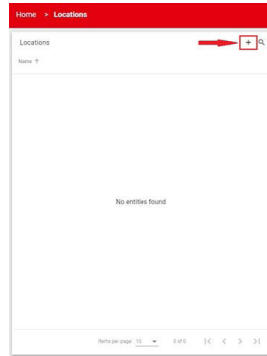 Home > Locations
Locations
Name ↑
No entities found
Items per page 10 0 of 0 |< < > >|